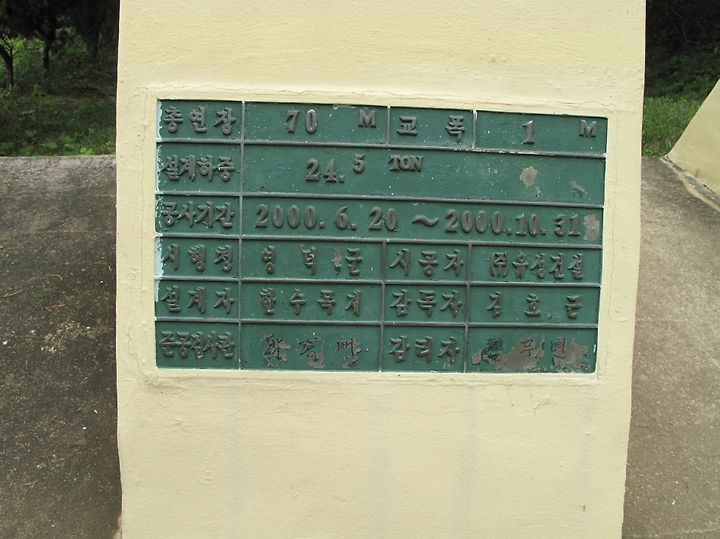 총연장 70 M 교폭 1 M
설계하중 24.5 TON
공사기간 2000.6.20 ~ 2000.10.31
시행청 영덕군 시공자 ㈜유성건설
설계자 한수목체 감독자 김호근
준공검사관 감리자